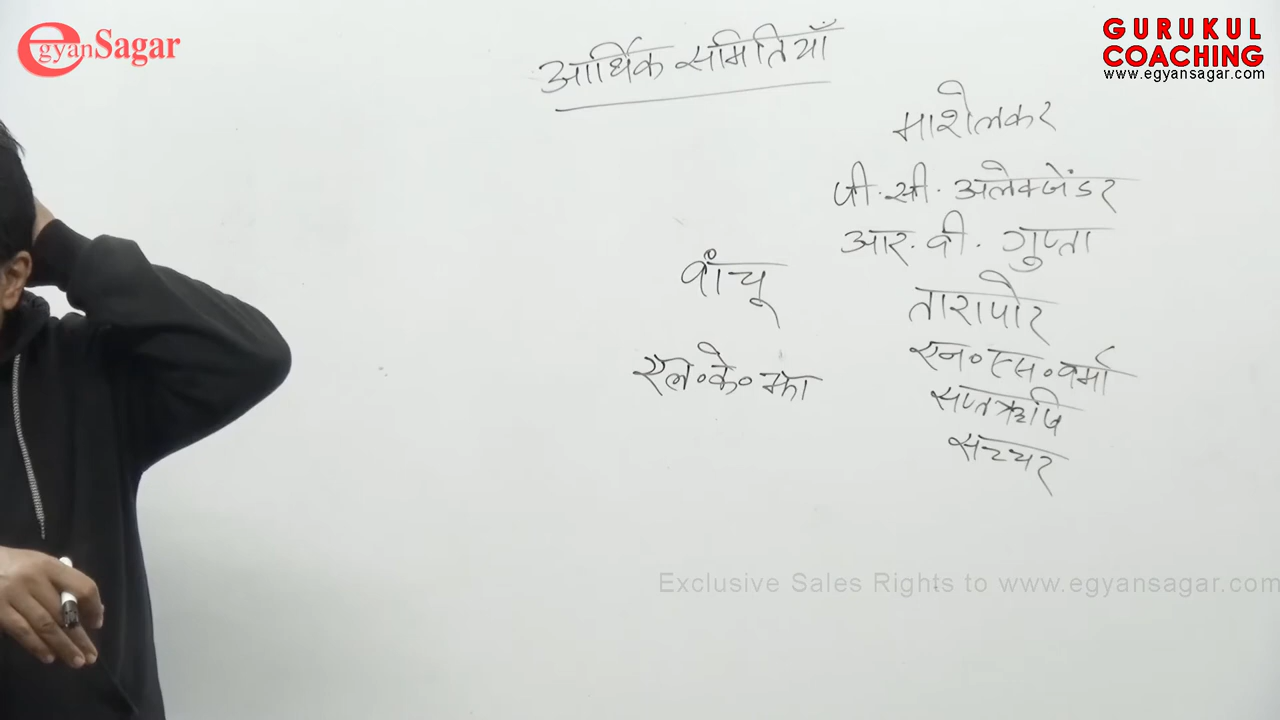 egyanSagar
GURUKUL
COACHING
www.egyansagar.com
आर्थिक समितियाँ
माशेलकर
पी. सी. अलेक्जेंडर
आर. वी. गुप्ता
वांचू
तारापोर
एल॰ के॰ झा
एन॰ एस॰ वर्मा
सप्तऋषि
सच्चर
Exclusive Sales Rights to www.egyansagar.com